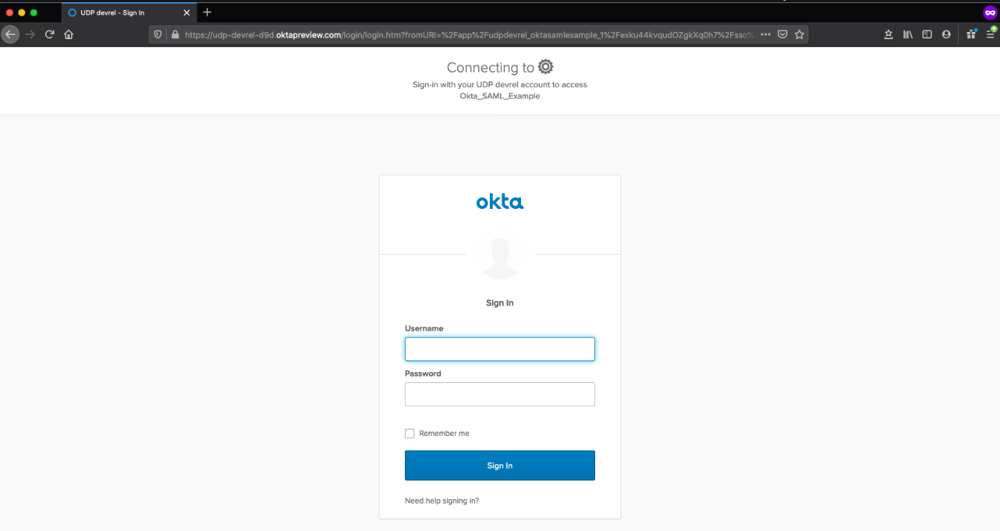 UDP devrel - Sign In
https://udp-devrel-d9d.oktapreview.com/login/login.htm?fromURI=%2Fapp%2Fudpdevrel_oktasamlexample_1%2Fexku44kvqudOZgkXq0h7%2Fsso%
Connecting to
Sign-in with your UDP devrel account to access
Okta_SAML_Example
okta
Sign In
Username
Password
Remember me
Sign In
Need help signing in?